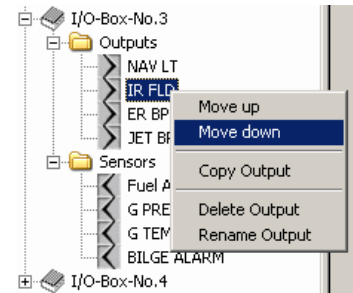 I/O-Box-No.3
Outputs
NAV LT
IR FLD
ER BP
JET
Move up
Move down
Copy Output
Delete Output
Rename Output
Sensors
Fuel
G PRE
G TEM
BILGE ALARM
I/O-Box-No.4